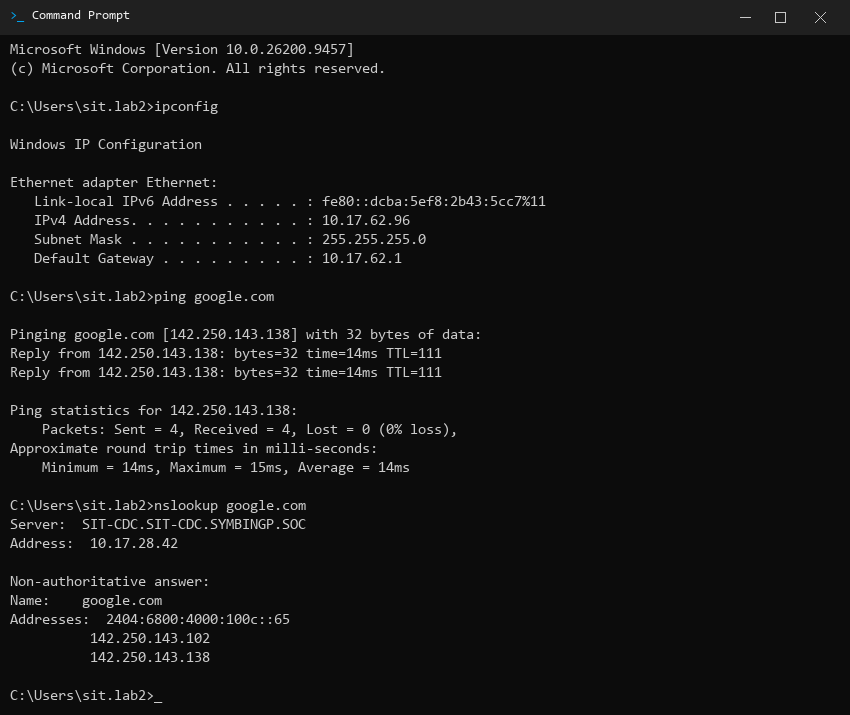 Command Prompt
Microsoft Windows [Version 10.0.26200.9457]
(c) Microsoft Corporation. All rights reserved.
C:\Users\sit.lab2>ipconfig
Windows IP Configuration
Ethernet adapter Ethernet:
   Link-local IPv6 Address . . . . . : fe80::dcba:5ef8:2b43:5cc7%11
   IPv4 Address. . . . . . . . . . . : 10.17.62.96
   Subnet Mask . . . . . . . . . . . : 255.255.255.0
   Default Gateway . . . . . . . . . : 10.17.62.1
C:\Users\sit.lab2>ping google.com
Pinging google.com [142.250.143.138] with 32 bytes of data:
Reply from 142.250.143.138: bytes=32 time=14ms TTL=111
Reply from 142.250.143.138: bytes=32 time=14ms TTL=111
Ping statistics for 142.250.143.138:
    Packets: Sent = 4, Received = 4, Lost = 0 (0% loss),
Approximate round trip times in milli-seconds:
    Minimum = 14ms, Maximum = 15ms, Average = 14ms
C:\Users\sit.lab2>nslookup google.com
Server:  SIT-CDC.SIT-CDC.SYMBINGP.SOC
Address:  10.17.28.42
Non-authoritative answer:
Name:    google.com
Addresses:  2404:6800:4000:100c::65
          142.250.143.102
          142.250.143.138
C:\Users\sit.lab2>_